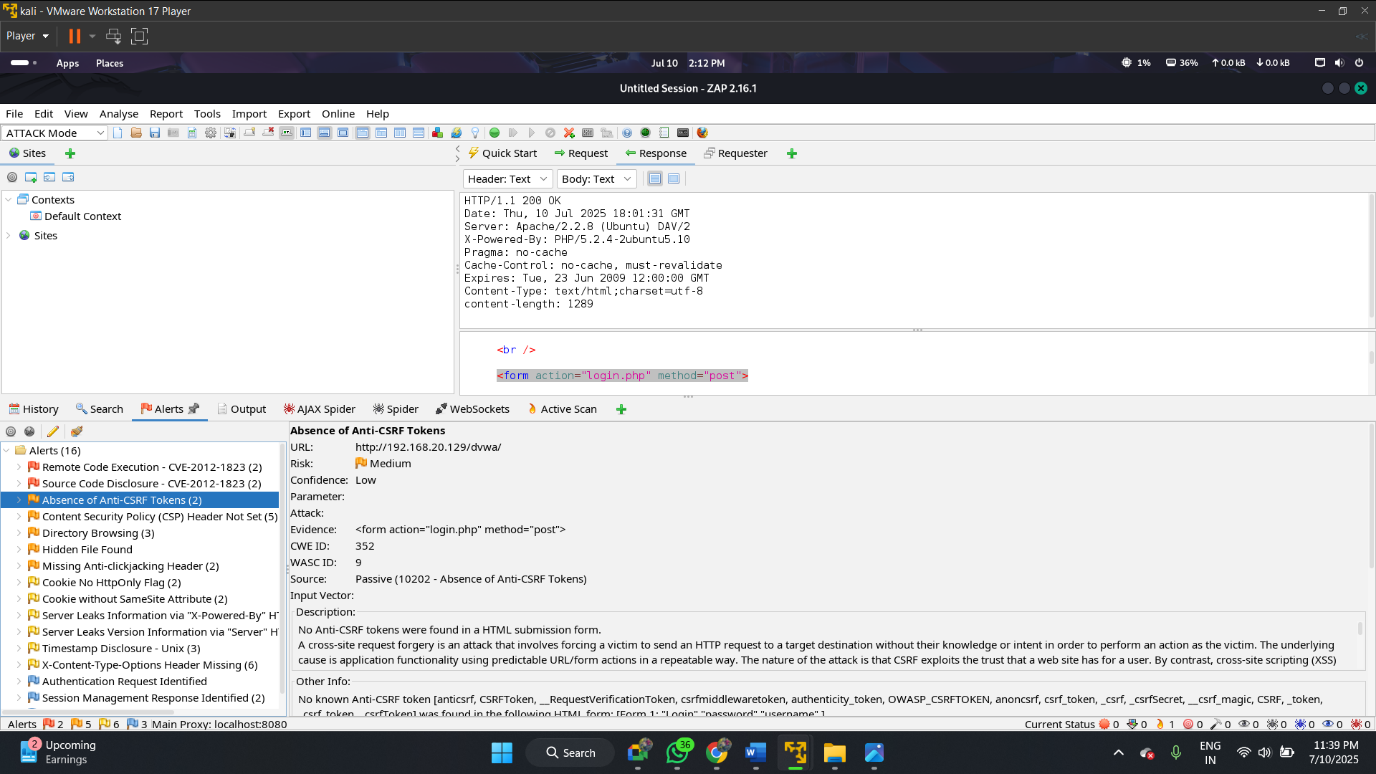 kali - VMware Workstation 17 Player
Player
Apps Places Jul 10 2:12 PM 1% 36% 0.0 kB 0.0 kB
Untitled Session - ZAP 2.16.1
File Edit View Analyse Report Tools Import Export Online Help
ATTACK Mode
Sites
Quick Start Request Response Requester
Header: Text Body: Text
Contexts
Default Context
Sites
HTTP/1.1 200 OK
Date: Thu, 10 Jul 2025 18:01:31 GMT
Server: Apache/2.2.8 (Ubuntu) DAV/2
X-Powered-By: PHP/5.2.4-2ubuntu5.10
Pragma: no-cache
Cache-Control: no-cache, must-revalidate
Expires: Tue, 23 Jun 2009 12:00:00 GMT
Content-Type: text/html;charset=utf-8
content-length: 1289
<br />
<form action="login.php" method="post">
History Search Alerts Output AJAX Spider Spider WebSockets Active Scan
Alerts (16)
Remote Code Execution - CVE-2012-1823 (2)
Source Code Disclosure - CVE-2012-1823 (2)
Absence of Anti-CSRF Tokens (2)
Content Security Policy (CSP) Header Not Set (5)
Directory Browsing (3)
Hidden File Found
Missing Anti-clickjacking Header (2)
Cookie No HttpOnly Flag (2)
Cookie without SameSite Attribute (2)
Server Leaks Information via "X-Powered-By" HT
Server Leaks Version Information via "Server" HT
Timestamp Disclosure - Unix (3)
X-Content-Type-Options Header Missing (6)
Authentication Request Identified
Session Management Response Identified (2)
Absence of Anti-CSRF Tokens
URL: http://192.168.20.129/dvwa/
Risk: Medium
Confidence: Low
Parameter:
Attack:
Evidence: <form action="login.php" method="post">
CWE ID: 352
WASC ID: 9
Source: Passive (10202 - Absence of Anti-CSRF Tokens)
Input Vector:
Description:
No Anti-CSRF tokens were found in a HTML submission form.
A cross-site request forgery is an attack that involves forcing a victim to send an HTTP request to a target destination without their knowledge or intent in order to perform an action as the victim. The underlying
cause is application functionality using predictable URL/form actions in a repeatable way. The nature of the attack is that CSRF exploits the trust that a web site has for a user. By contrast, cross-site scripting (XSS)
Other Info:
No known Anti-CSRF token [anticsrf, CSRFToken, __RequestVerificationToken, csrfmiddlewaretoken, authenticity_token, OWASP_CSRFTOKEN, anoncsrf, csrf_token, _csrf, _csrfSecret, __csrf_magic, CSRF, _token,
_csrf_token, _csrfToken] was found in the following HTML form: [Form 1: "Login" "password" "username" ].
Alerts 2 5 6 3 Main Proxy: localhost:8080 Current Status 0 0 1 0 0 0 0 0 0 0
2 Upcoming
Earnings
Search
36
ENG
IN
11:39 PM
7/10/2025